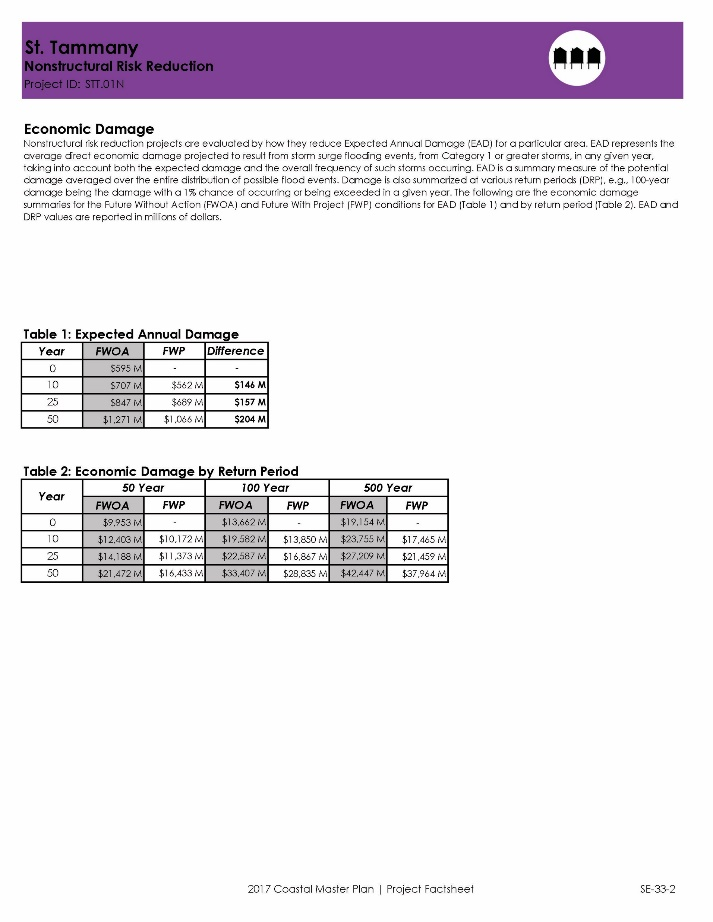 St. Tammany
Nonstructural Risk Reduction
Project ID: STT.01N
Economic Damage
Nonstructural risk reduction projects are evaluated by how they reduce Expected Annual Damage (EAD) for a particular area. EAD represents the
average direct economic damage projected to result from storm surge flooding events, from Category 1 or greater storms, in any given year,
taking into account both the expected damage and the overall frequency of such storms occurring. EAD is a summary measure of the potential
damage averaged over the entire distribution of possible flood events. Damage is also summarized at various return periods (DRP), e.g., 100-year
damage being the damage with a 1% chance of occurring or being exceeded in a given year. The following are the economic damage
summaries for the Future Without Action (FWOA) and Future With Project (FWP) conditions for EAD (Table 1) and by return period (Table 2). EAD and
DRP values are reported in millions of dollars.
Table 1: Expected Annual Damage
Year FWOA FWP Difference
0 $595 M - -
10 $707 M $562 M $146 M
25 $847 M $689 M $157 M
50 $1,271 M $1,066 M $204 M
Table 2: Economic Damage by Return Period
Year 50 Year 100 Year 500 Year
FWOA FWP FWOA FWP FWOA FWP
0 $9,953 M - $13,662 M - $19,154 M -
10 $12,403 M $10,172 M $19,582 M $13,850 M $23,755 M $17,465 M
25 $14,188 M $11,373 M $22,587 M $16,867 M $27,209 M $21,459 M
50 $21,472 M $16,433 M $33,407 M $28,835 M $42,447 M $37,964 M
2017 Coastal Master Plan | Project Factsheet SE-33-2